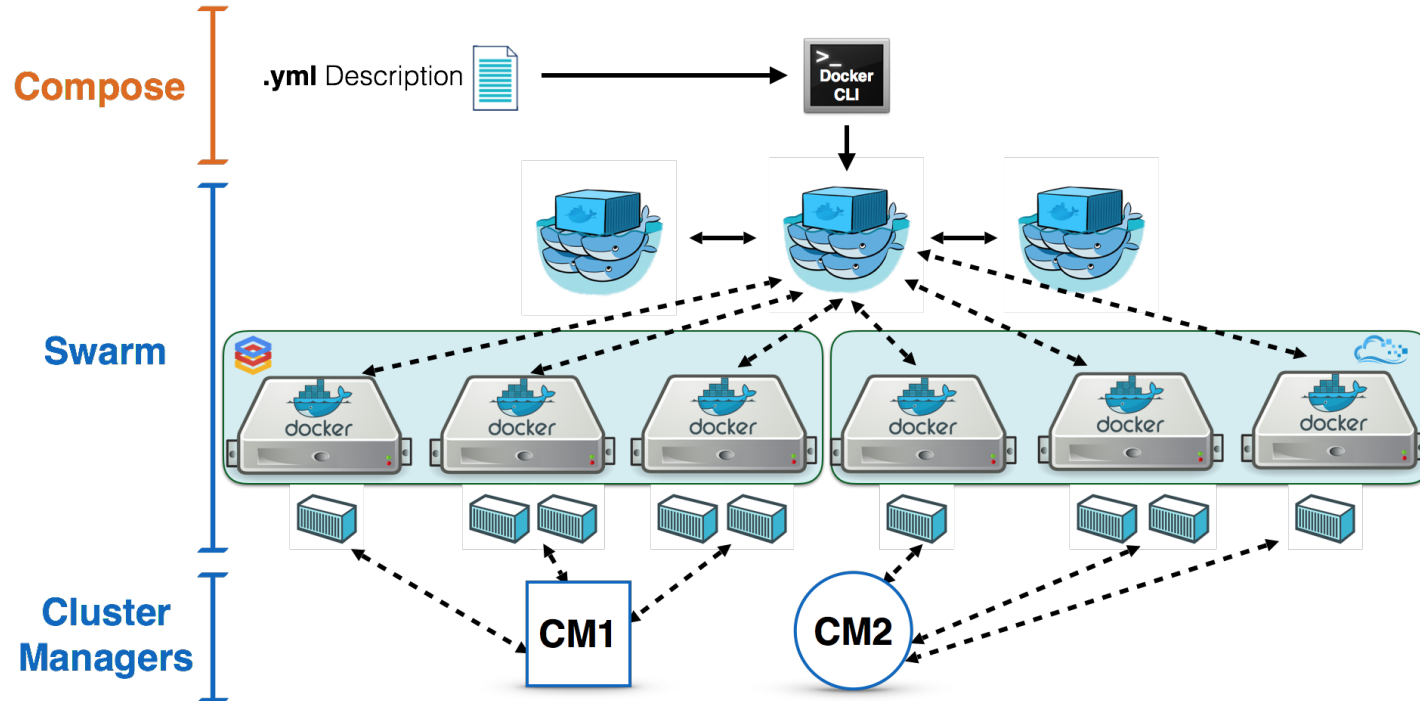 Compose
.yml Description
>_
Docker
CLI
Swarm
docker
docker
docker
docker
docker
docker
Cluster
Managers
CM1
CM2